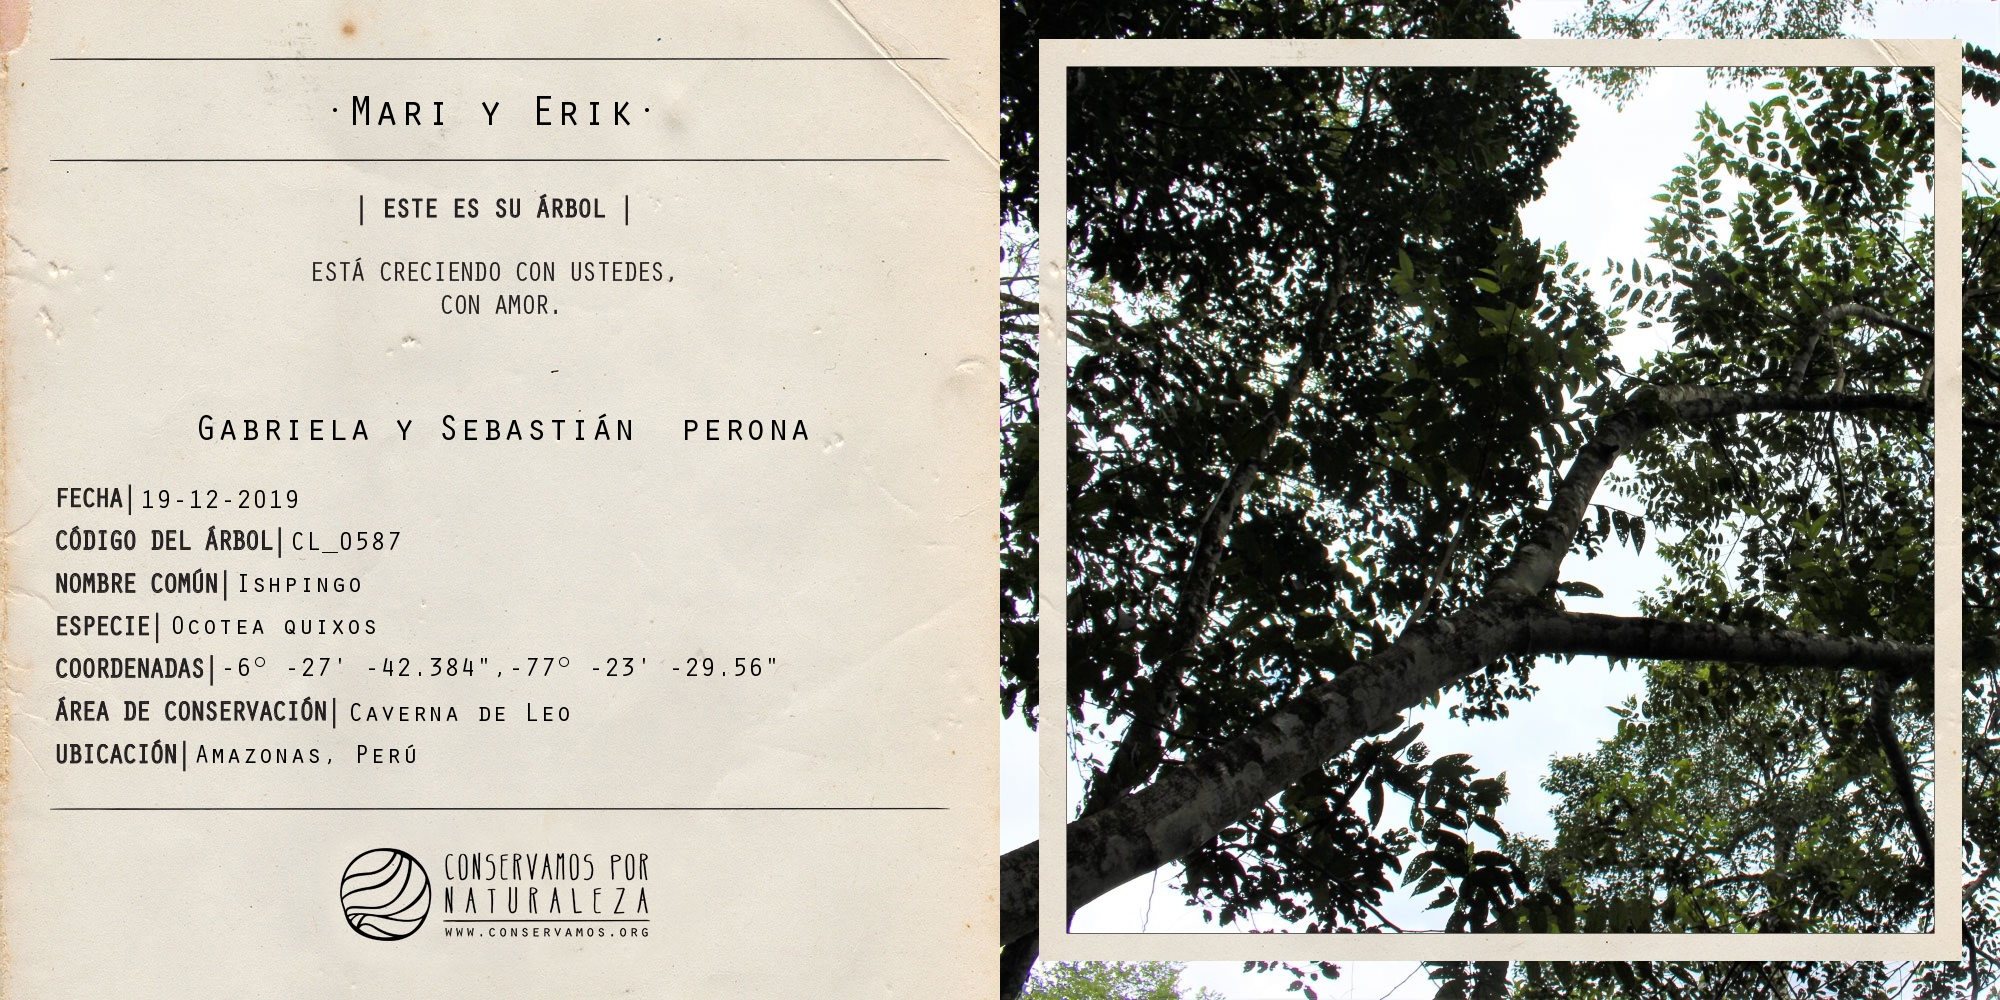 ·Mari y Erik·
| ESTE ES SU ÁRBOL |
ESTÁ CRECIENDO CON USTEDES,
CON AMOR.
Gabriela y Sebastián perona
FECHA| 19-12-2019
CÓDIGO DEL ÁRBOL| CL_0587
NOMBRE COMÚN| Ishpingo
ESPECIE| Ocotea quixos
COORDENADAS| -6° -27' -42.384",-77° -23' -29.56"
ÁREA DE CONSERVACIÓN| Caverna de Leo
UBICACIÓN| Amazonas, Perú
CONSERVAMOS POR
NATURALEZA
WWW.CONSERVAMOS.ORG